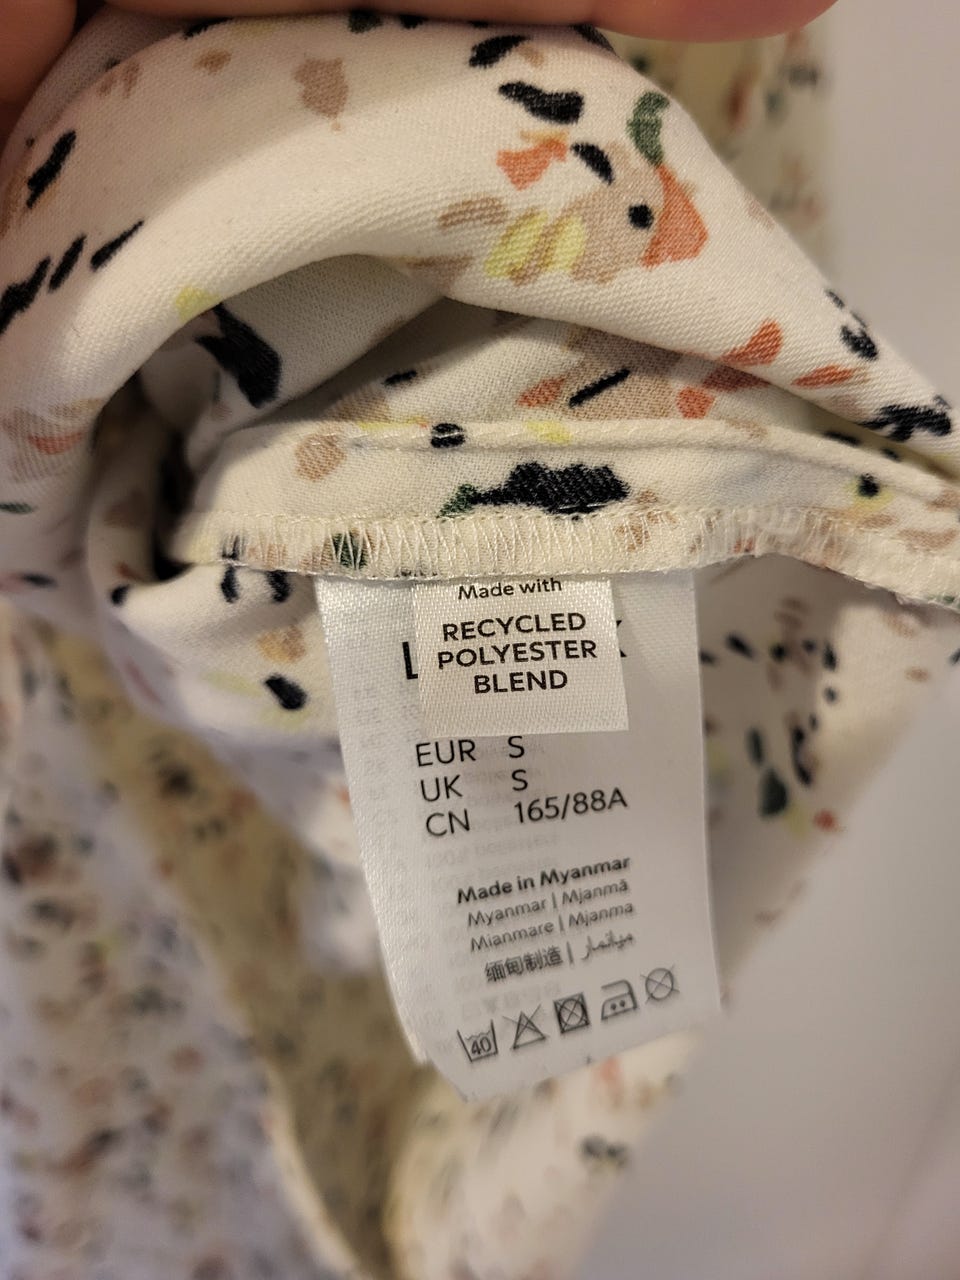 Made with
RECYCLED
POLYESTER
BLEND
EUR S
UK S
CN 165/88A
Made in Myanmar
Myanmar | Mjanmā
Mianmare | Mjanma
缅甸制造 | ميانمار
40